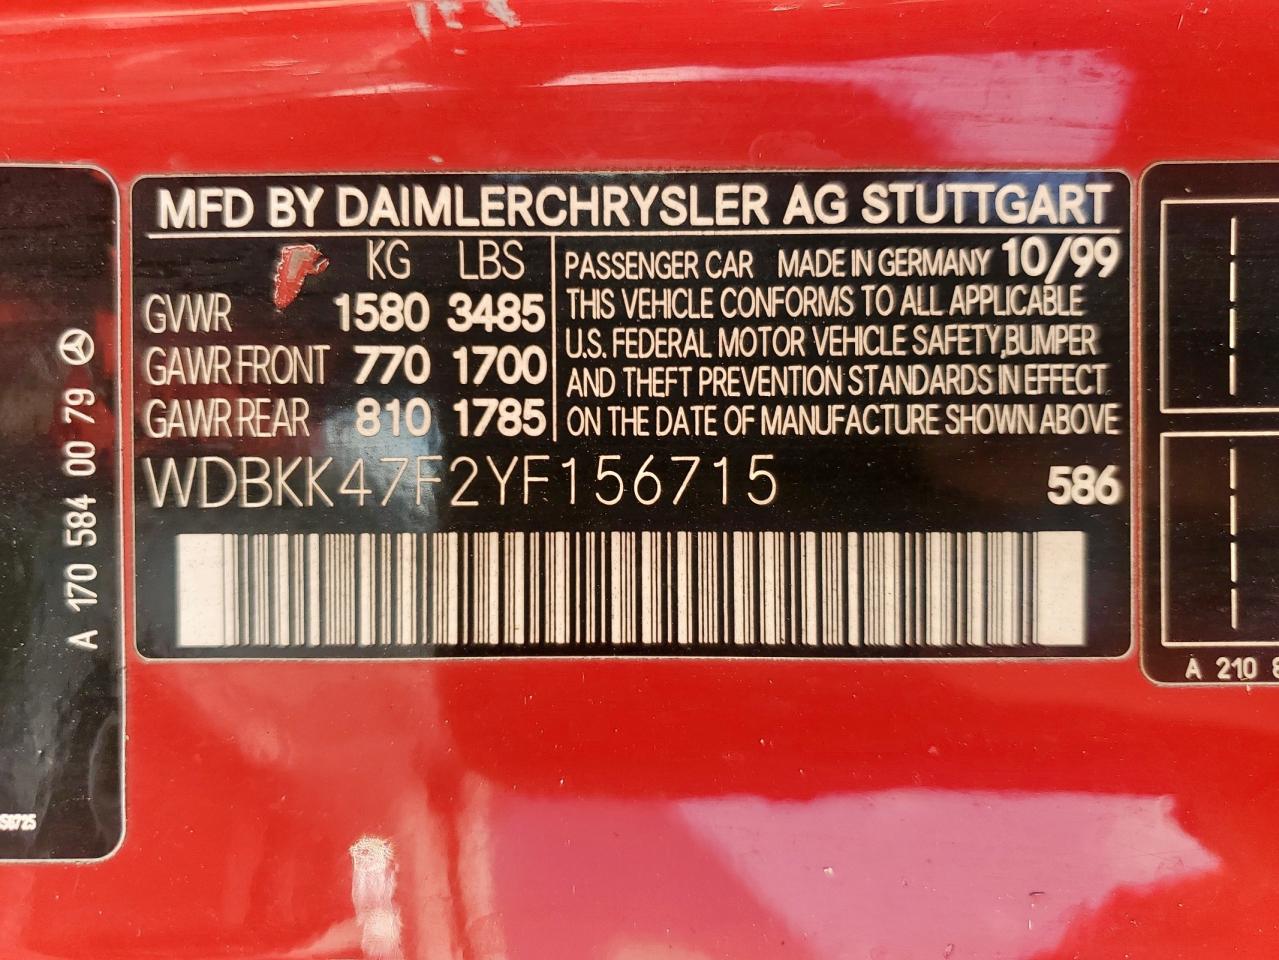 MFD BY DAIMLERCHRYSLER AG STUTTGART
KG LBS
GVWR 1580 3485
GAWR FRONT 770 1700
GAWR REAR 810 1785
PASSENGER CAR MADE IN GERMANY 10/99
THIS VEHICLE CONFORMS TO ALL APPLICABLE
U.S. FEDERAL MOTOR VEHICLE SAFETY,BUMPER
AND THEFT PREVENTION STANDARDS IN EFFECT
ON THE DATE OF MANUFACTURE SHOWN ABOVE
WDBKK47F2YF156715 586
A 170 584 00 79
A 210 8